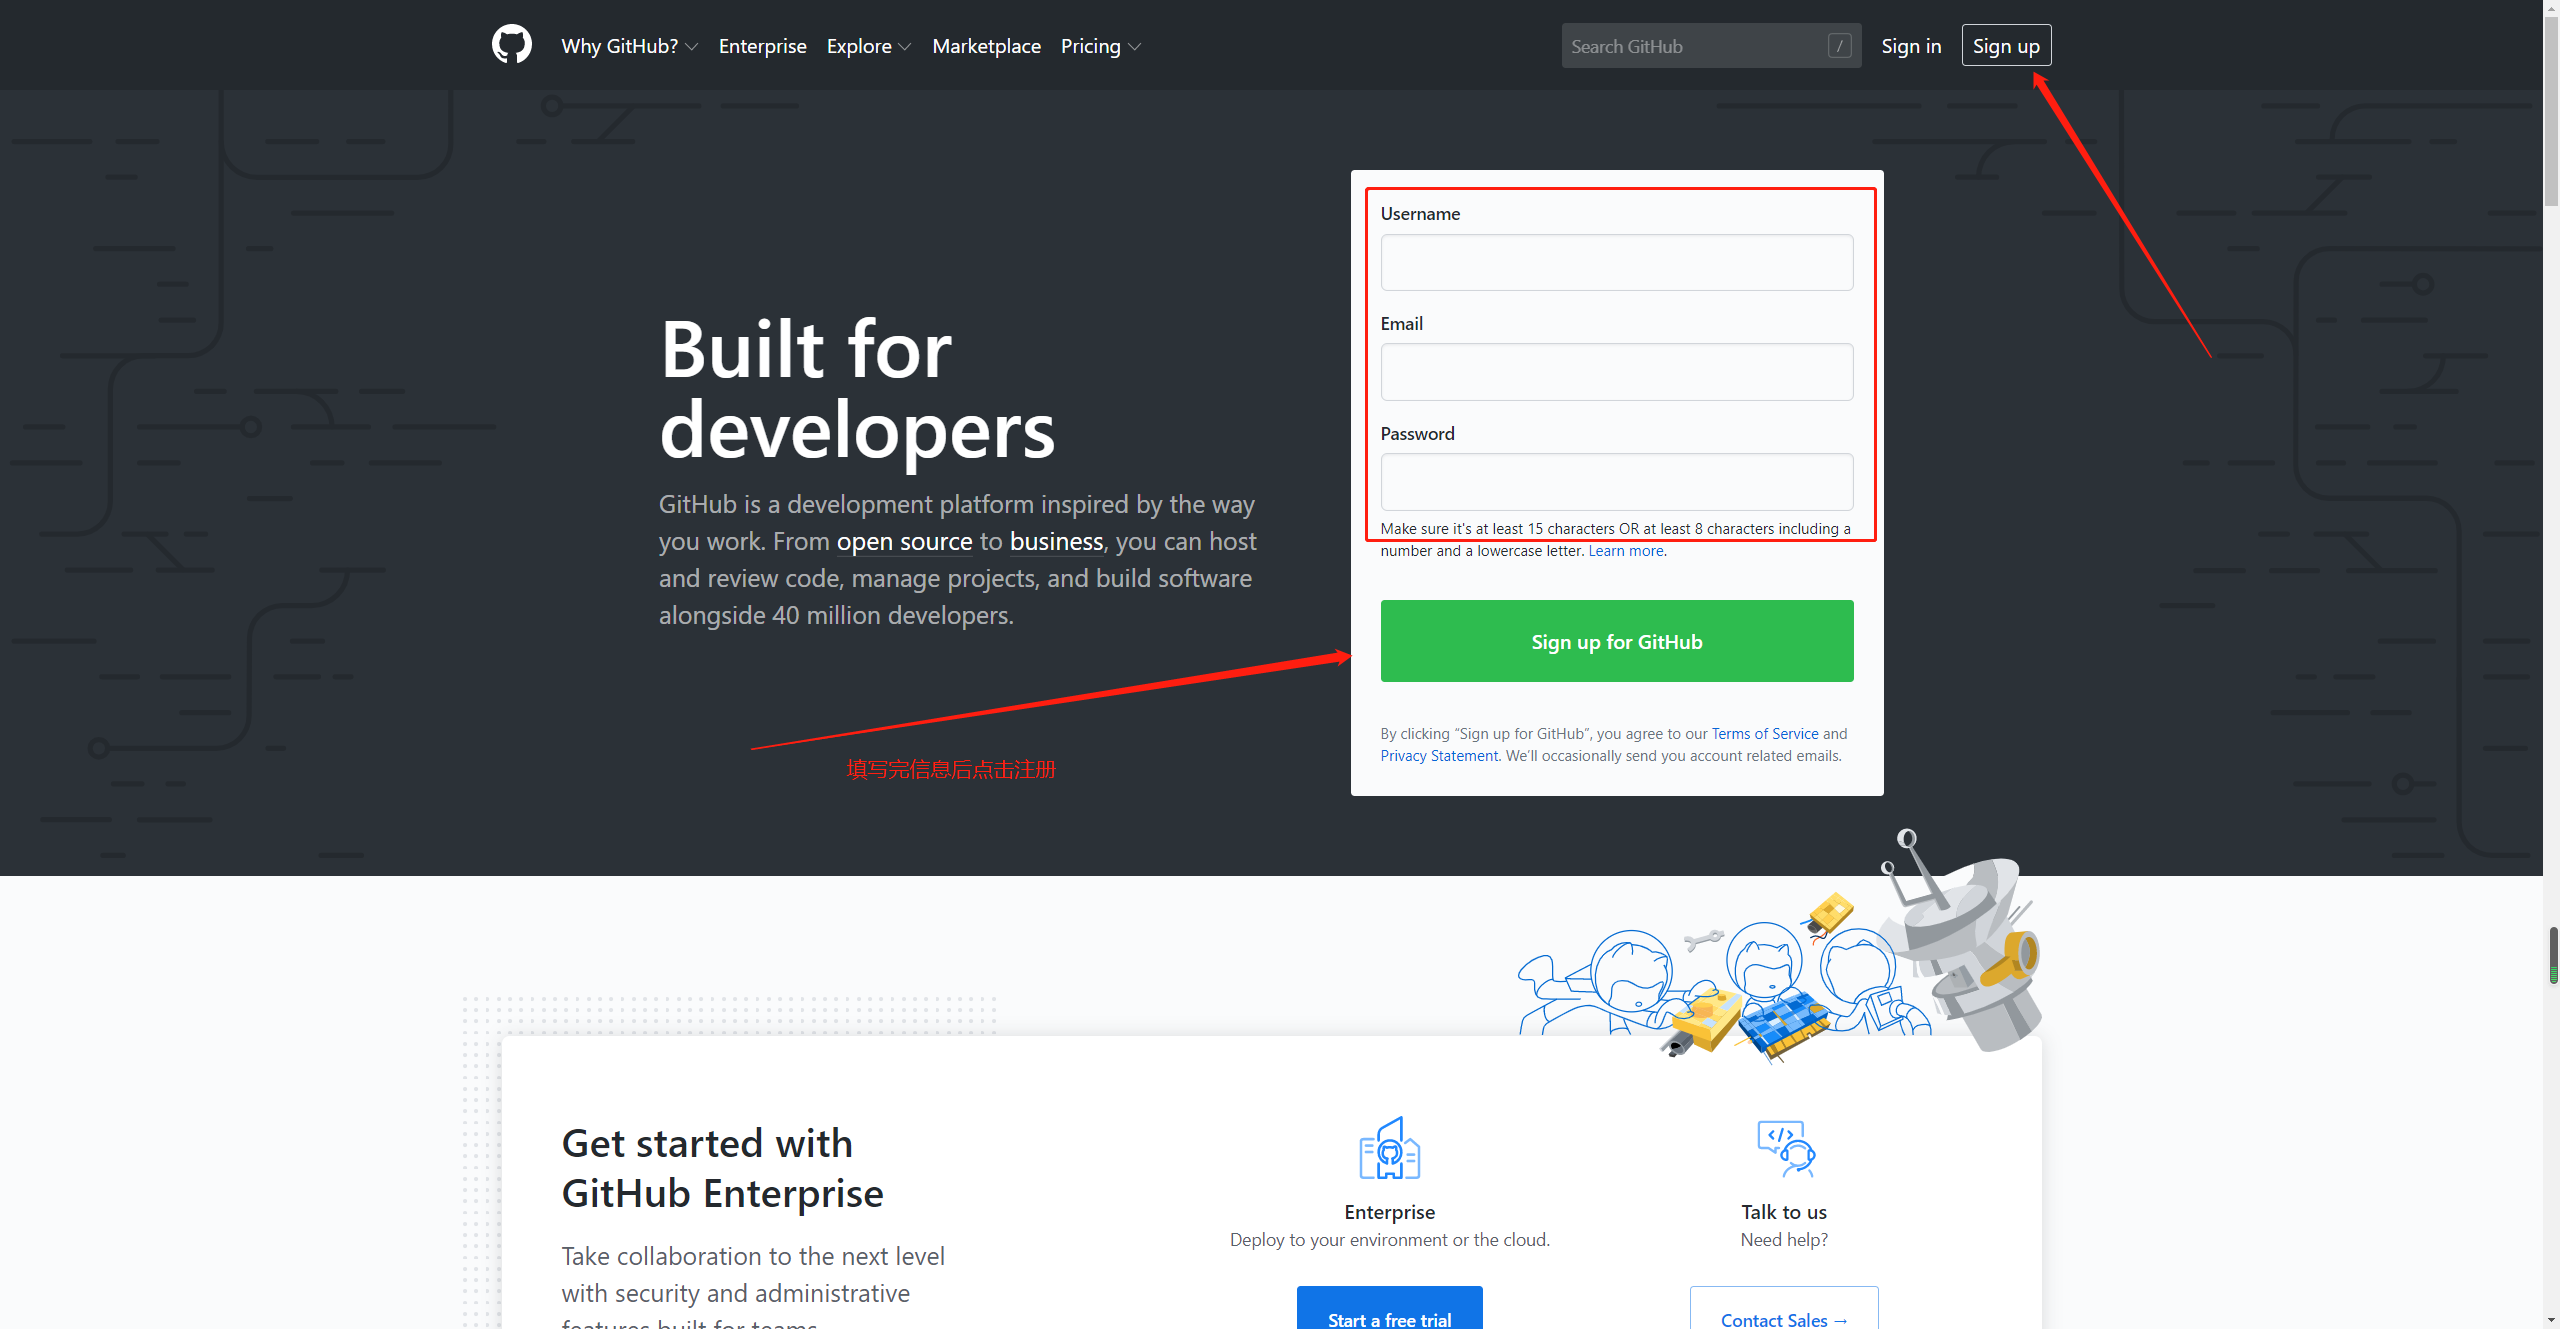 Why GitHub? Enterprise Explore Marketplace Pricing Search GitHub / Sign in Sign up
Built for
developers
GitHub is a development platform inspired by the way
you work. From open source to business, you can host
and review code, manage projects, and build software
alongside 40 million developers.
填写完信息后点击注册
Username
Email
Password
Make sure it's at least 15 characters OR at least 8 characters including a
number and a lowercase letter. Learn more.
Sign up for GitHub
By clicking “Sign up for GitHub”, you agree to our Terms of Service and
Privacy Statement. We’ll occasionally send you account related emails.
Get started with
GitHub Enterprise
Take collaboration to the next level
with security and administrative
features built for teams
Enterprise
Deploy to your environment or the cloud.
Start a free trial
Talk to us
Need help?
Contact Sales →